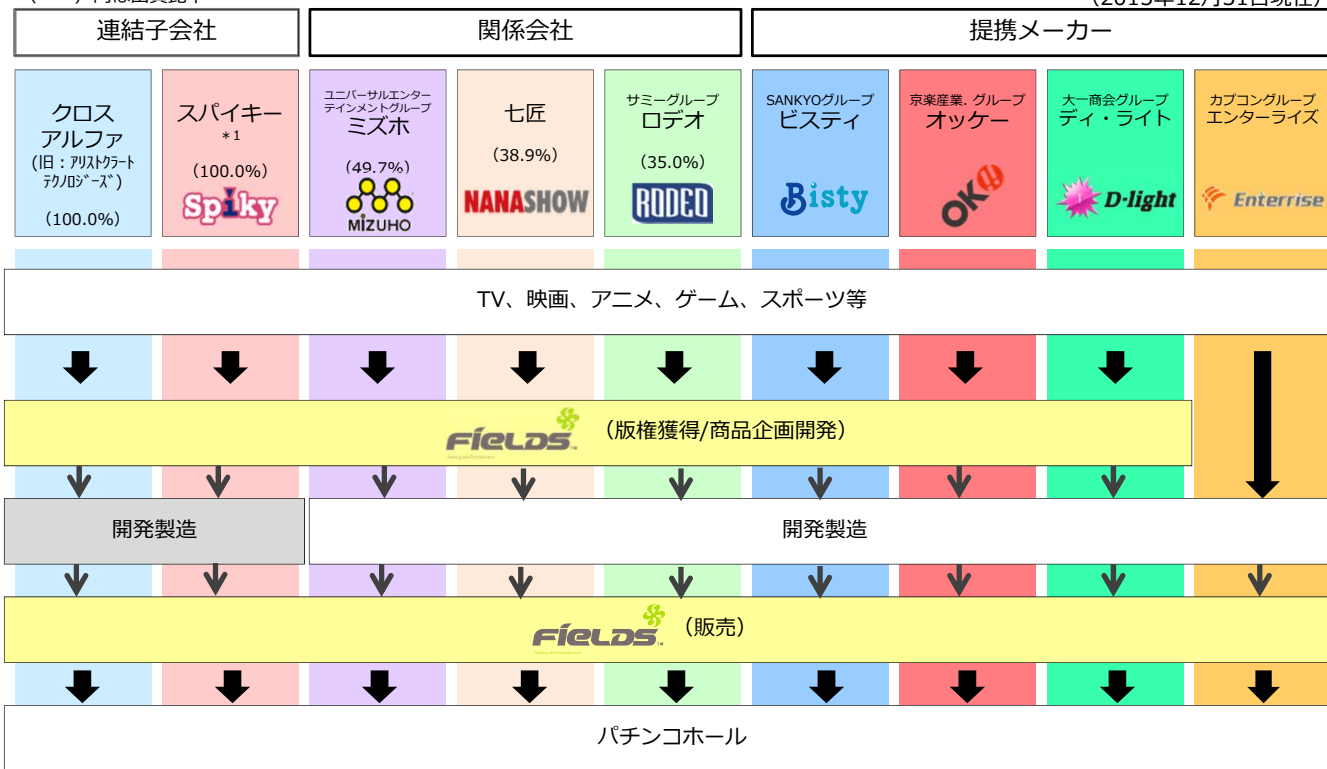 連結子会社
関係会社
提携メーカー
クロス
アルファ
(旧：アリストクラート
テクノロジーズ)
(100.0%)
スパイキー
*1
(100.0%)
Spiky
ユニバーサルエンター
テインメントグループ
ミズホ
(49.7%)
MIZUHO
七匠
(38.9%)
NANASHOW
サミーグループ
ロデオ
(35.0%)
RODEO
SANKYOグループ
ビスティ
Bisty
京楽産業. グループ
オッケー
OK!!
大一商会グループ
ディ・ライト
D-light
カプコングループ
エンターライズ
Enterrise
TV、映画、アニメ、ゲーム、スポーツ等
FIELDS （版権獲得/商品企画開発）
開発製造
開発製造
FIELDS （販売）
パチンコホール